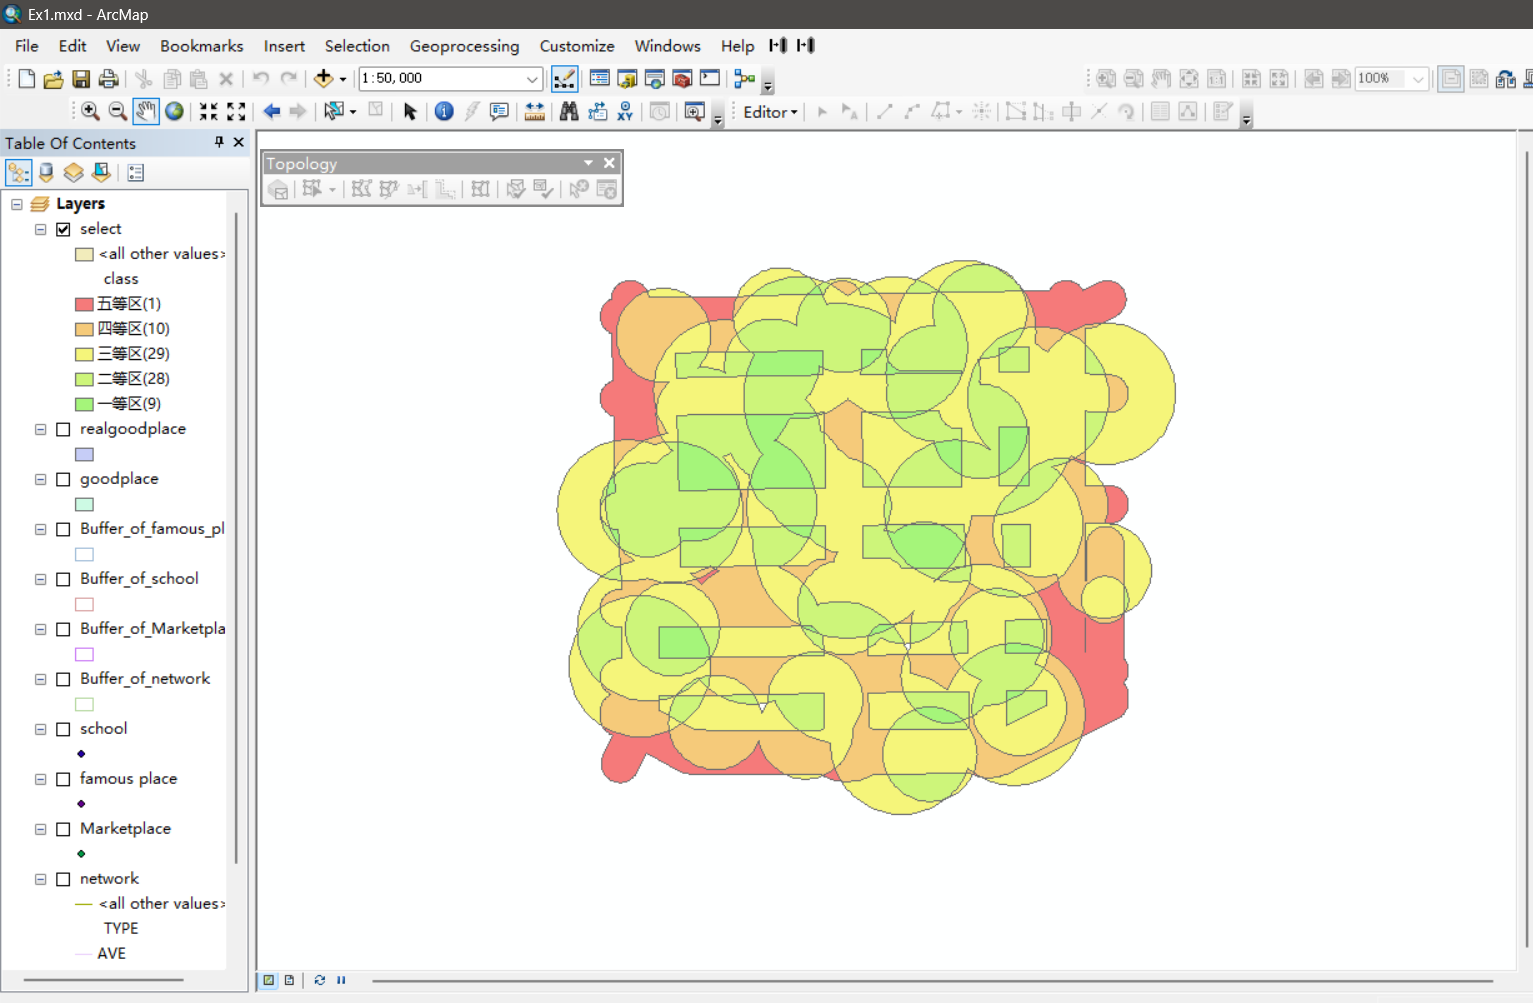 Ex1.mxd - ArcMap
File Edit View Bookmarks Insert Selection Geoprocessing Customize Windows Help
1:50,000
100%
Editor
Table Of Contents
Topology
Layers
select
<all other values>
class
五等区(1)
四等区(10)
三等区(29)
二等区(28)
一等区(9)
realgoodplace
goodplace
Buffer_of_famous_pl
Buffer_of_school
Buffer_of_Marketpla
Buffer_of_network
school
famous place
Marketplace
network
<all other values>
TYPE
AVE